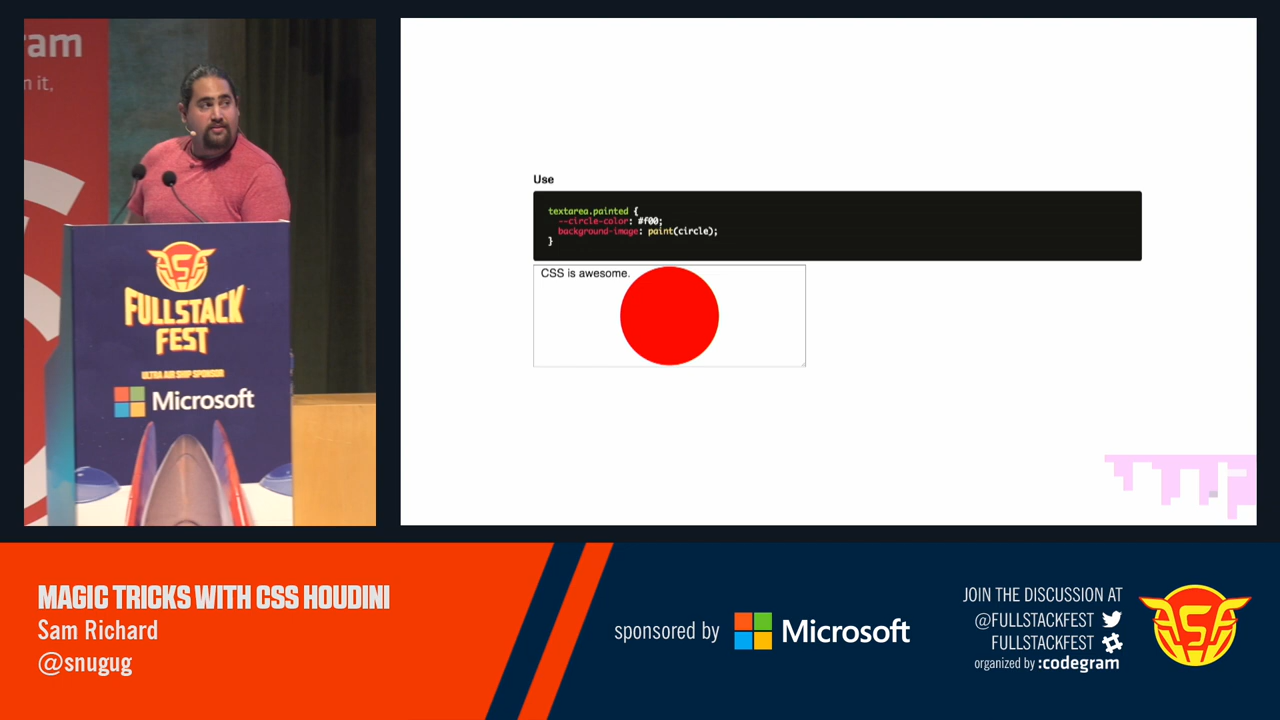 am
n it,
FULLSTACK
FEST
ULTRA AIR SHIP SPONSOR
Microsoft
Use
textarea.painted {
--circle-color: #f00;
background-image: paint(circle);
}
CSS is awesome.
MAGIC TRICKS WITH CSS HOUDINI
Sam Richard
@snugug
sponsored by Microsoft
JOIN THE DISCUSSION AT
@FULLSTACKFEST
FULLSTACKFEST
organized by :codegram